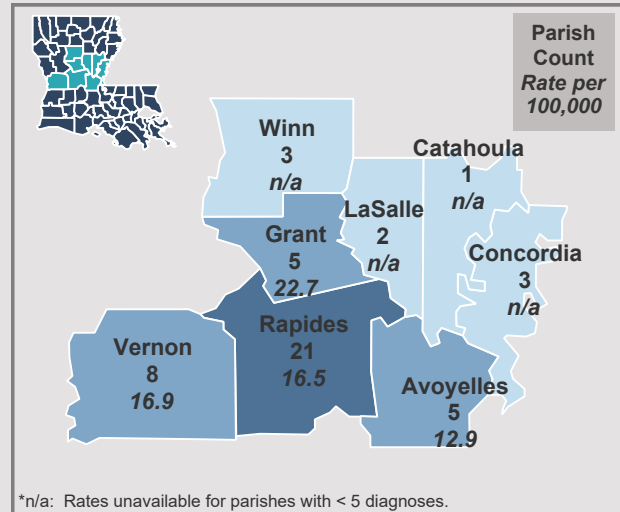 Parish
Count
Rate per
100,000
Winn
3
n/a
Catahoula
1
n/a
LaSalle
2
n/a
Concordia
3
n/a
Grant
5
22.7
Rapides
21
16.5
Vernon
8
16.9
Avoyelles
5
12.9
*n/a: Rates unavailable for parishes with < 5 diagnoses.